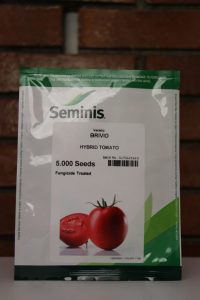 Seminis
Variety
BRIVIO
HYBRID TOMATO
5.000 Seeds
Fungicide Treated